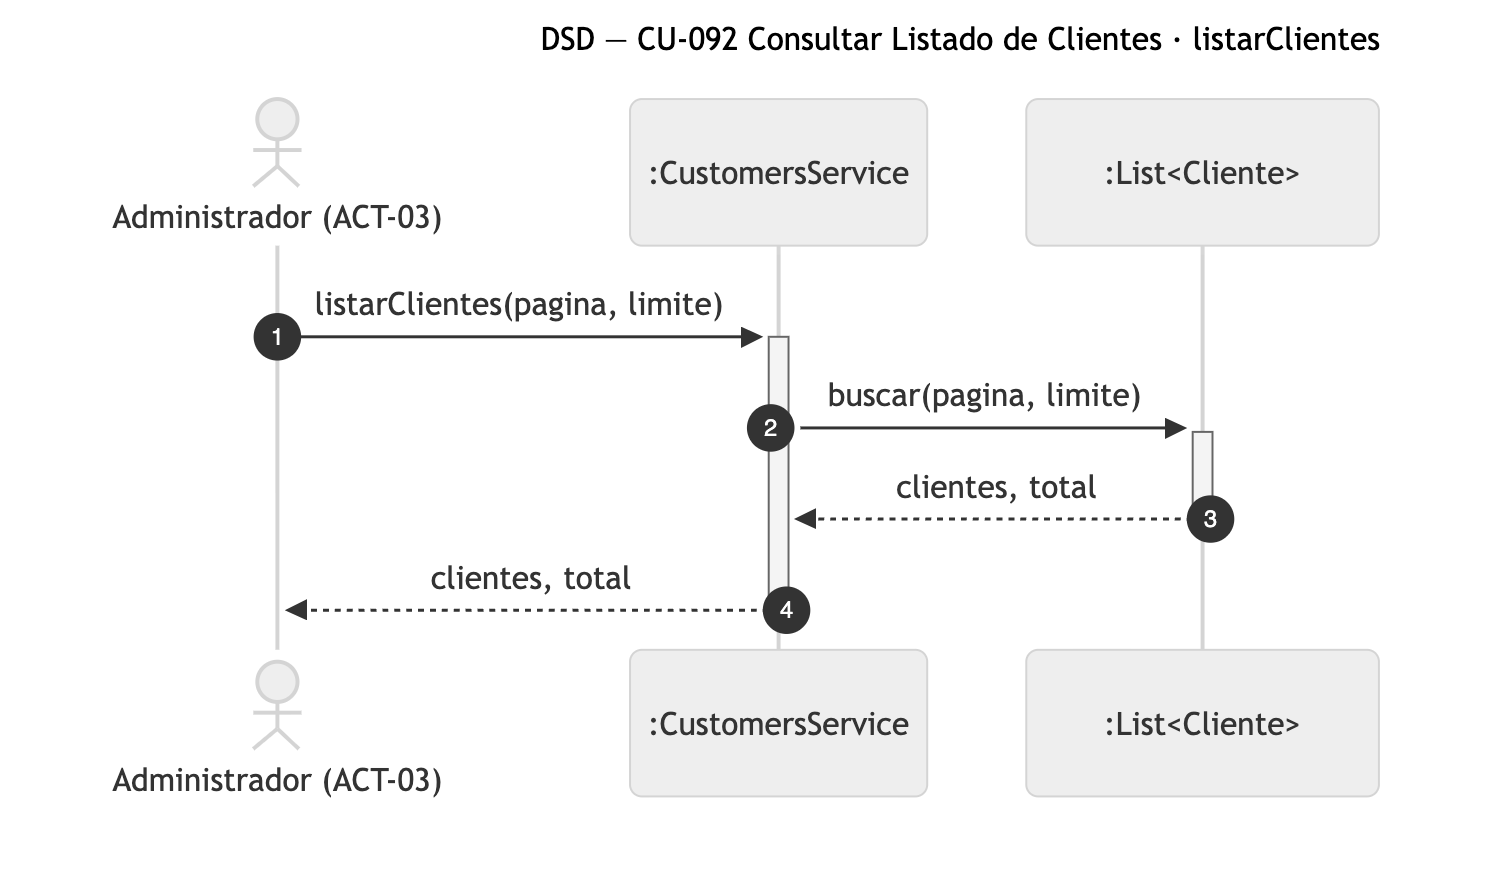 DSD — CU-092 Consultar Listado de Clientes · listarClientes
Administrador (ACT-03)
:CustomersService
:List<Cliente>
listarClientes(pagina, limite)
1
buscar(pagina, limite)
2
clientes, total
3
clientes, total
4
Administrador (ACT-03)
:CustomersService
:List<Cliente>